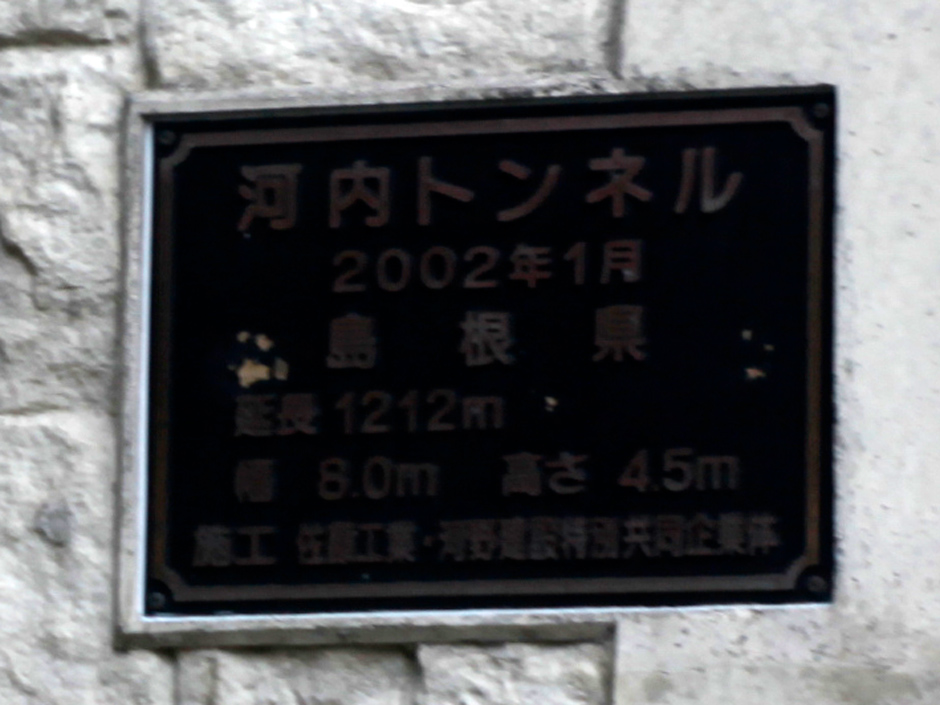 河内トンネル
2002年1月
島根県
延長 1212m
幅 8.0m 高さ 4.5m
施工 佐藤工業・河野建設特別共同企業体